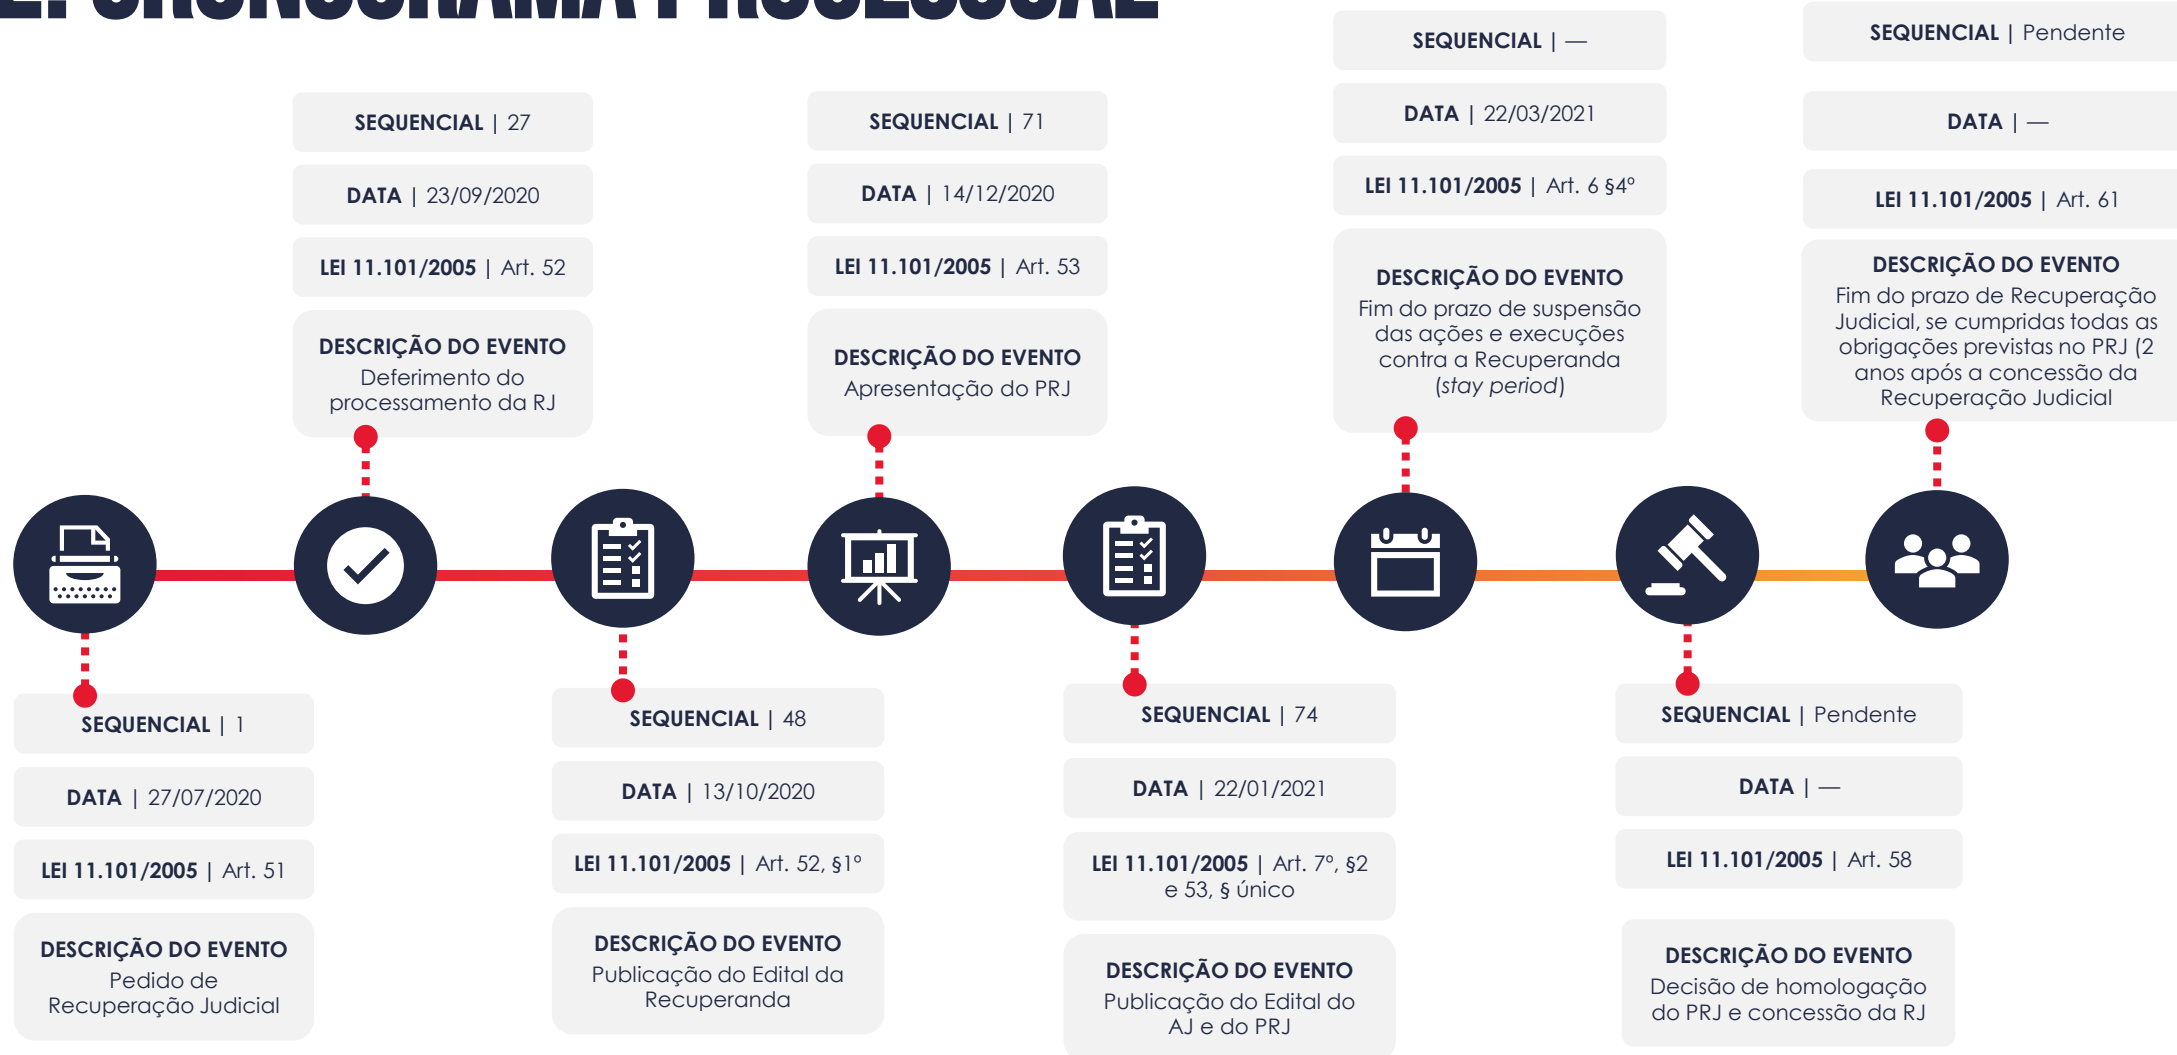 2. CRONOGRAMA PROCESSUAL
SEQUENCIAL | 1
DATA | 27/07/2020
LEI 11.101/2005 | Art. 51
DESCRIÇÃO DO EVENTO
Pedido de
Recuperação Judicial
SEQUENCIAL | 27
DATA | 23/09/2020
LEI 11.101/2005 | Art. 52
DESCRIÇÃO DO EVENTO
Deferimento do
processamento da RJ
SEQUENCIAL | 48
DATA | 13/10/2020
LEI 11.101/2005 | Art. 52, §1º
DESCRIÇÃO DO EVENTO
Publicação do Edital da
Recuperanda
SEQUENCIAL | 71
DATA | 14/12/2020
LEI 11.101/2005 | Art. 53
DESCRIÇÃO DO EVENTO
Apresentação do PRJ
SEQUENCIAL | 74
DATA | 22/01/2021
LEI 11.101/2005 | Art. 7º, §2
e 53, § único
DESCRIÇÃO DO EVENTO
Publicação do Edital do
AJ e do PRJ
SEQUENCIAL | —
DATA | 22/03/2021
LEI 11.101/2005 | Art. 6 §4º
DESCRIÇÃO DO EVENTO
Fim do prazo de suspensão
das ações e execuções
contra a Recuperanda
(stay period)
SEQUENCIAL | Pendente
DATA | —
LEI 11.101/2005 | Art. 58
DESCRIÇÃO DO EVENTO
Decisão de homologação
do PRJ e concessão da RJ
SEQUENCIAL | Pendente
DATA | —
LEI 11.101/2005 | Art. 61
DESCRIÇÃO DO EVENTO
Fim do prazo de Recuperação
Judicial, se cumpridas todas as
obrigações previstas no PRJ (2
anos após a concessão da
Recuperação Judicial